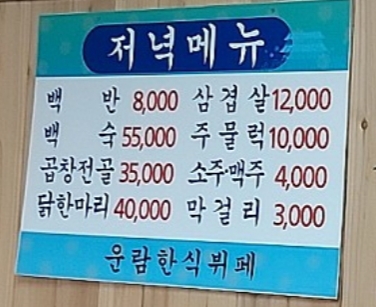 저녁메뉴
백 반 8,000 삼 겹 살 12,000
백 숙 55,000 주 물 럭 10,000
곱창전골 35,000 소주·맥주 4,000
닭한마리 40,000 막 걸 리 3,000
운람한식뷔페